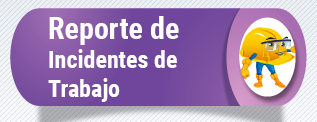 Reporte de
Incidentes de
Trabajo